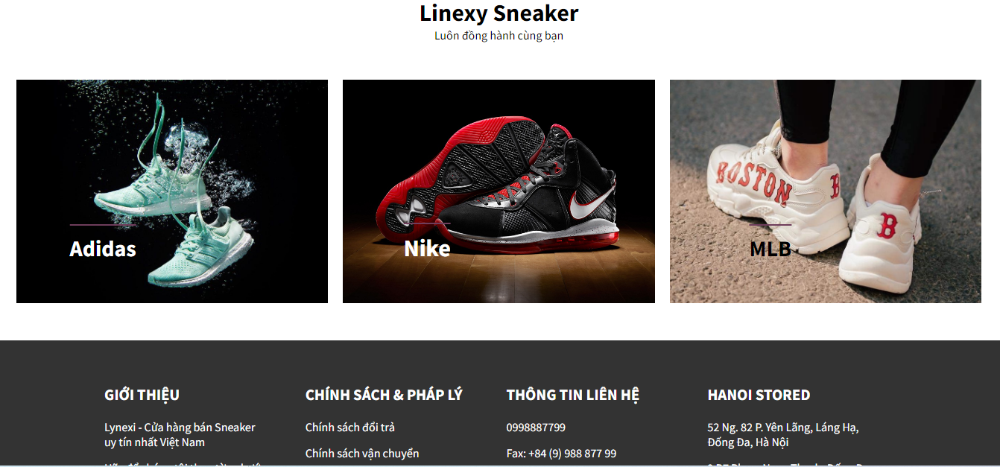 Linexy Sneaker
Luôn đồng hành cùng bạn
BOSTON
B
B
Adidas
Nike
MLB
GIỚI THIỆU
Lynexi - Cửa hàng bán Sneaker
uy tín nhất Việt Nam
CHÍNH SÁCH & PHÁP LÝ
Chính sách đổi trả
Chính sách vận chuyển
THÔNG TIN LIÊN HỆ
0998887799
Fax: +84 (9) 988 877 99
HANOI STORED
52 Ng. 82 P. Yên Lãng, Láng Hạ,
Đống Đa, Hà Nội